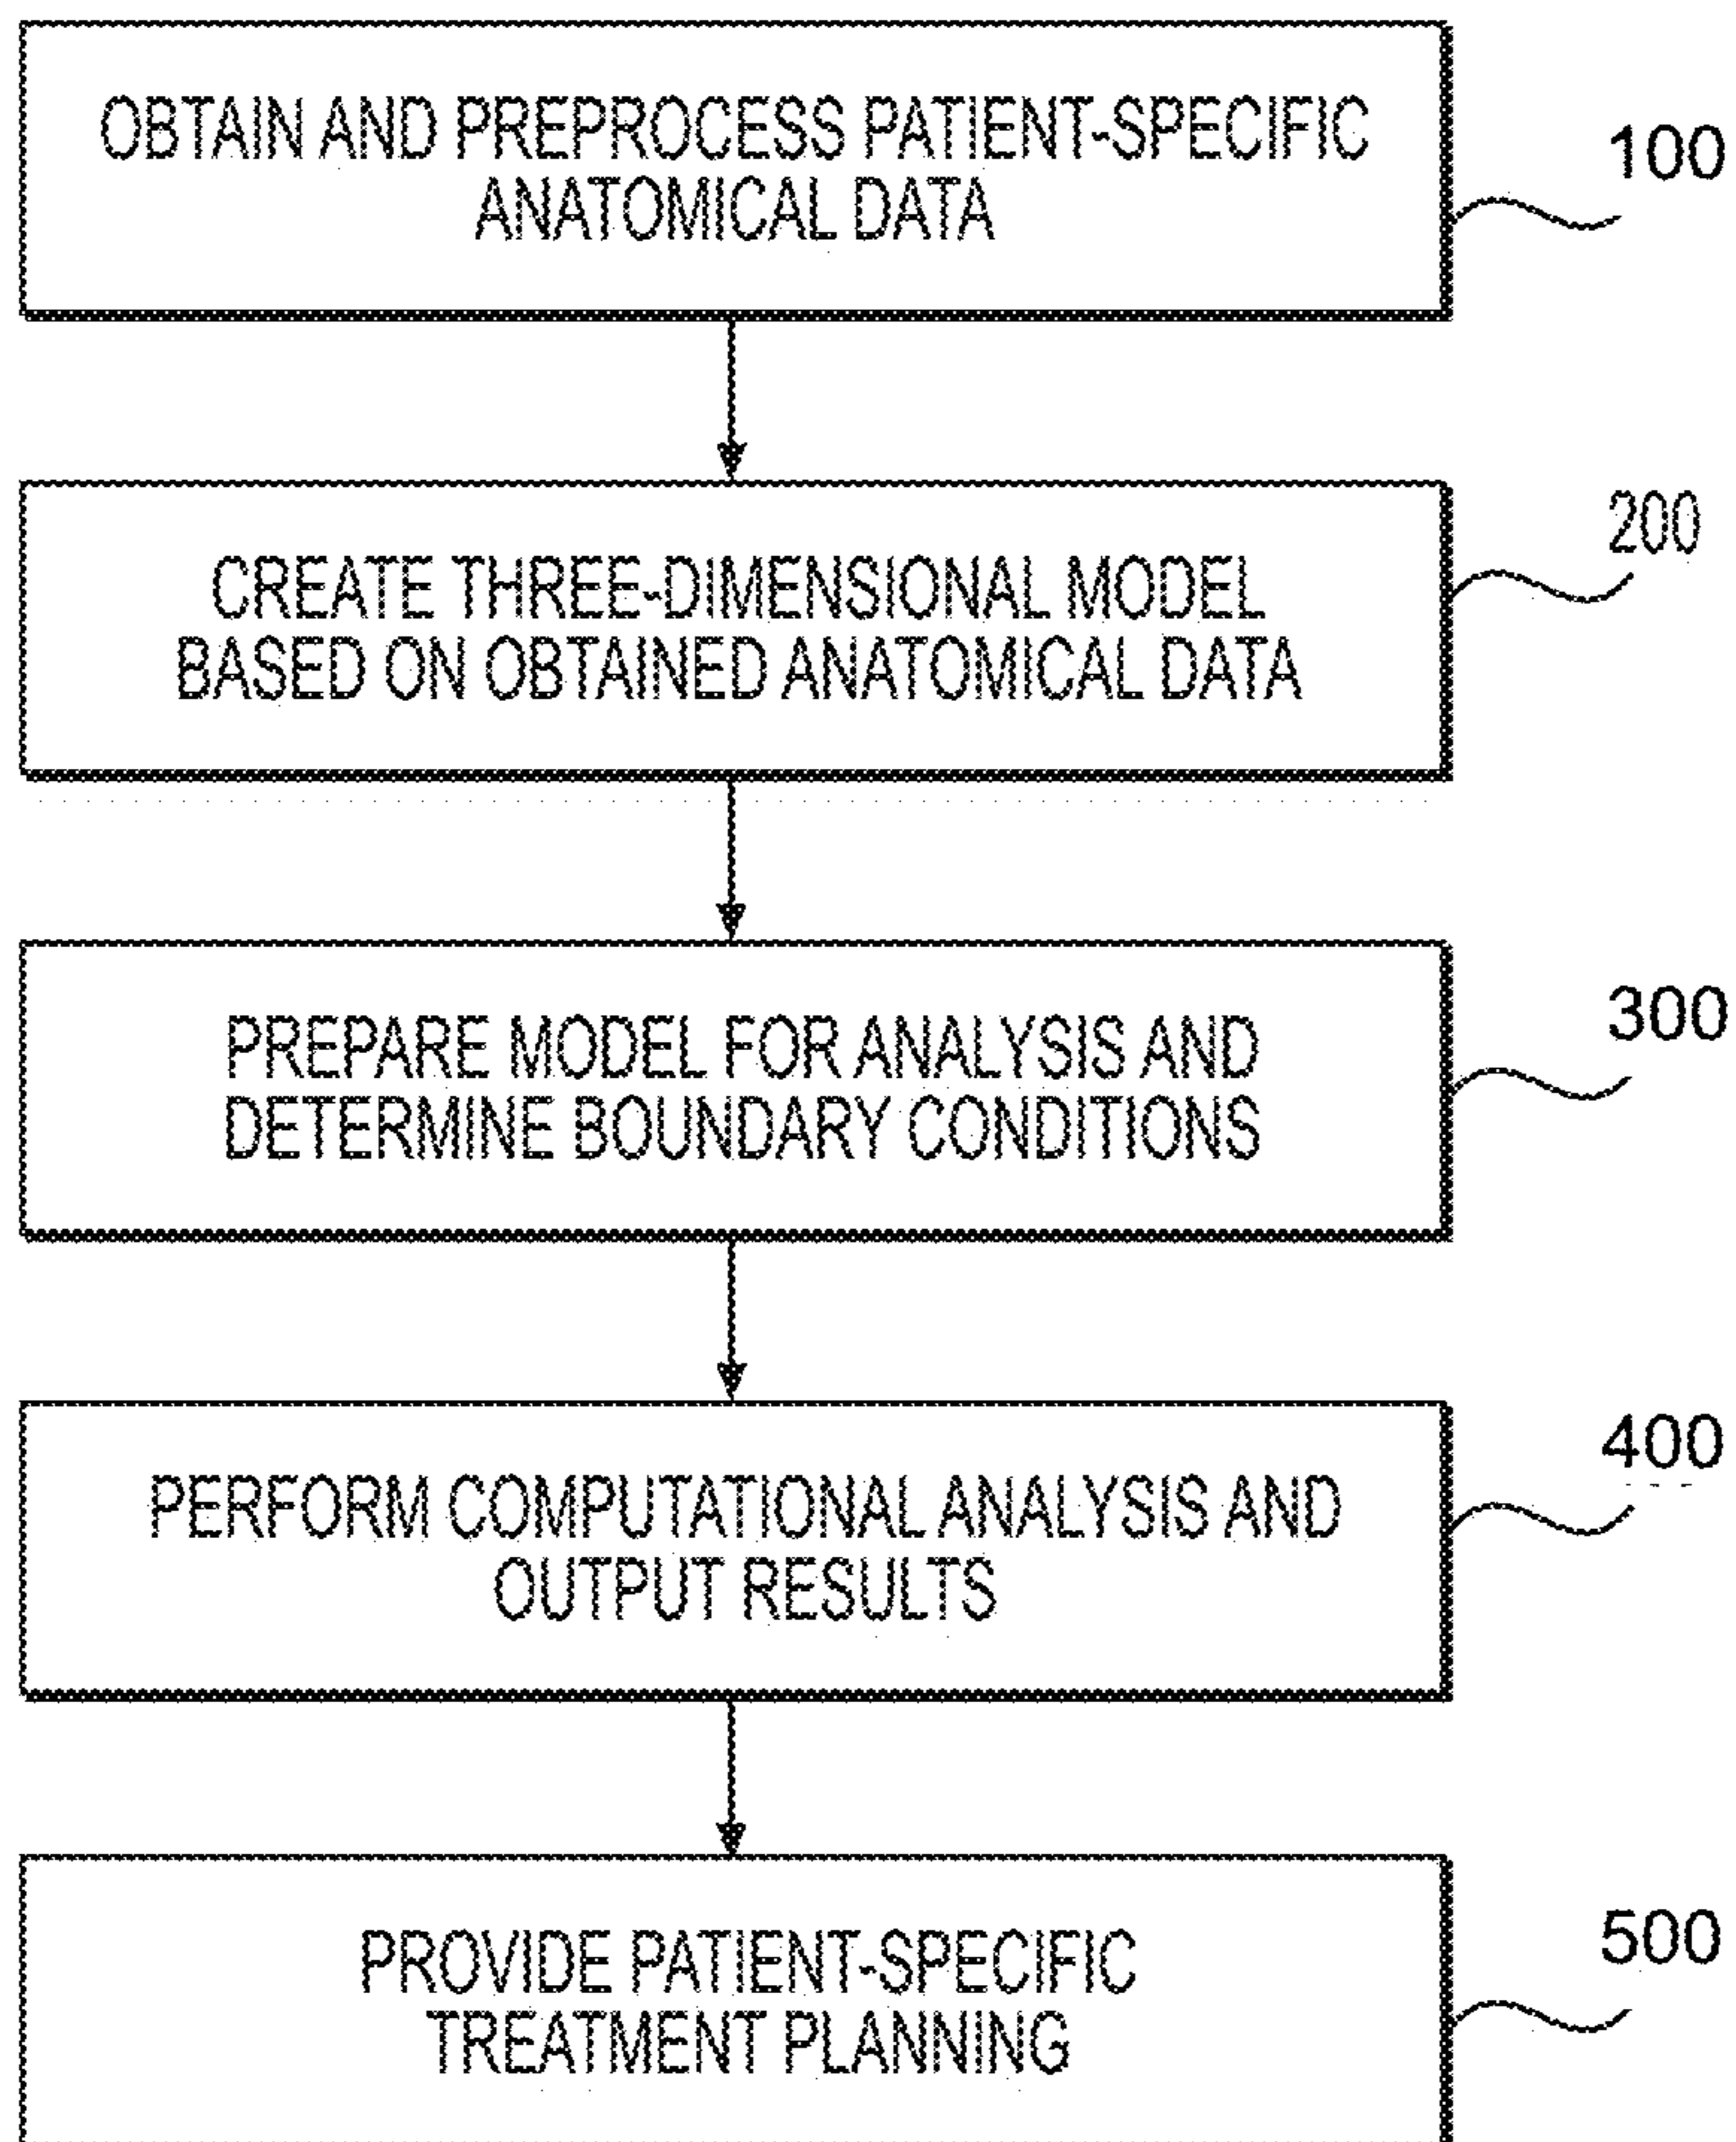 OBTAIN AND PREPROCESS PATIENT-SPECIFIC
ANATOMICAL DATA
100
CREATE THREE-DIMENSIONAL MODEL
BASED ON OBTAINED ANATOMICAL DATA
200
PREPARE MODEL FOR ANALYSIS AND
DETERMINE BOUNDARY CONDITIONS
300
PERFORM COMPUTATIONAL ANALYSIS AND
OUTPUT RESULTS
400
PROVIDE PATIENT-SPECIFIC
TREATMENT PLANNING
500